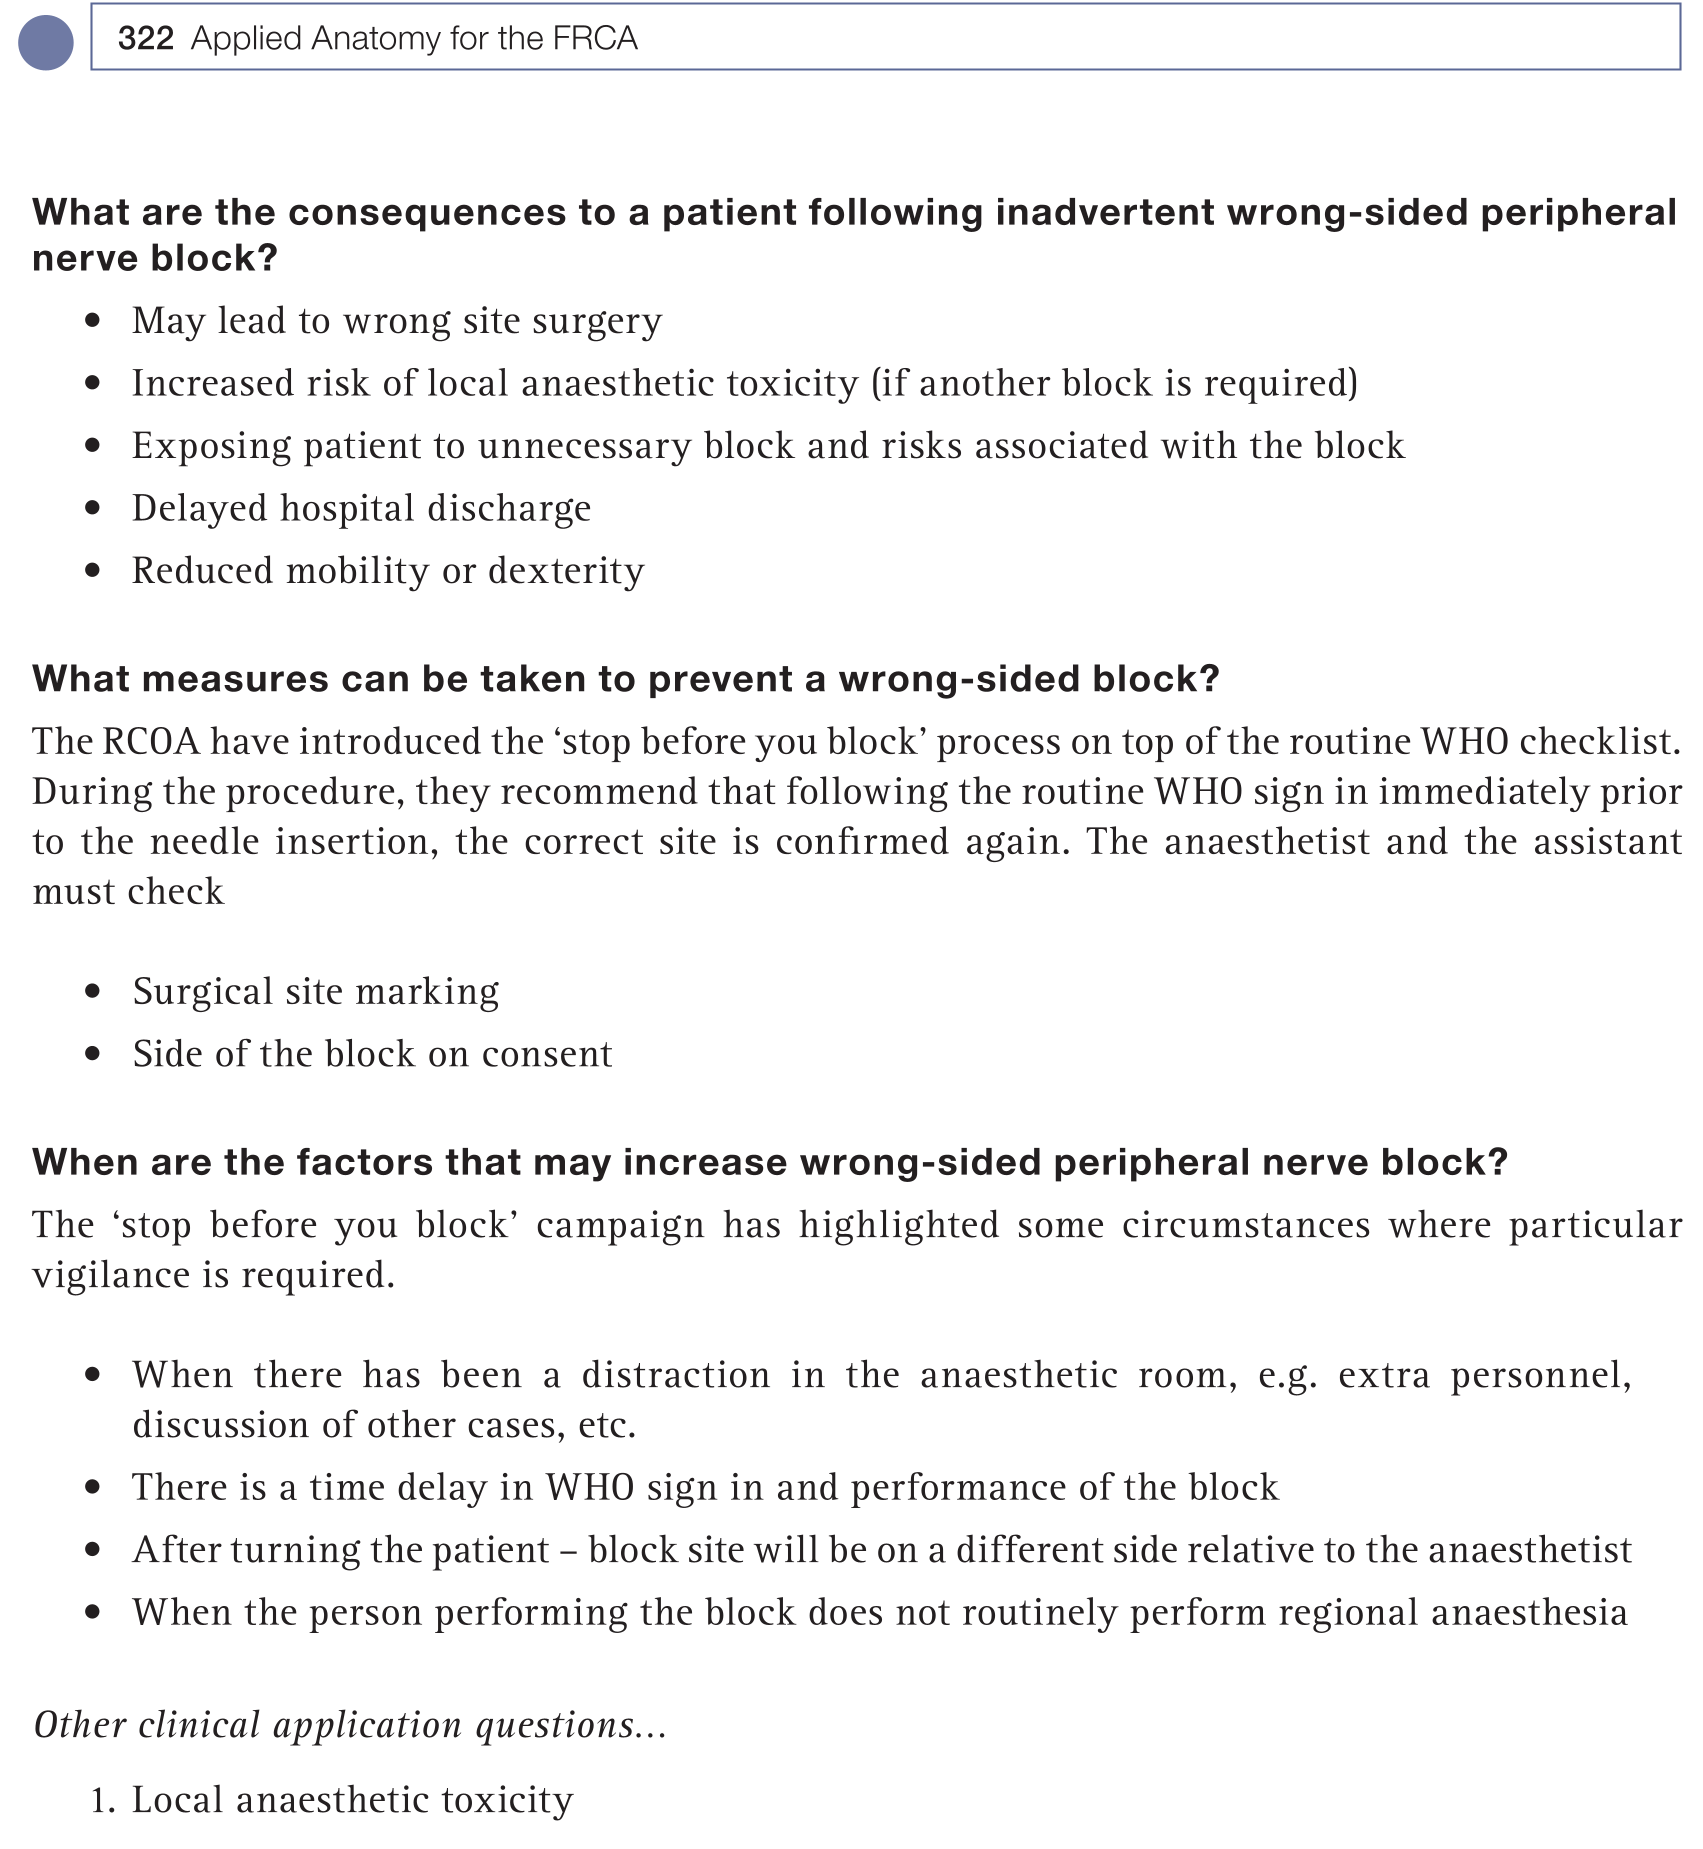 322 Applied Anatomy for the FRCA
What are the consequences to a patient following inadvertent wrong-sided peripheral
nerve block?
• May lead to wrong site surgery
• Increased risk of local anaesthetic toxicity (if another block is required)
• Exposing patient to unnecessary block and risks associated with the block
• Delayed hospital discharge
• Reduced mobility or dexterity
What measures can be taken to prevent a wrong-sided block?
The RCOA have introduced the ‘stop before you block’ process on top of the routine WHO checklist.
During the procedure, they recommend that following the routine WHO sign in immediately prior
to the needle insertion, the correct site is confirmed again. The anaesthetist and the assistant
must check
• Surgical site marking
• Side of the block on consent
When are the factors that may increase wrong-sided peripheral nerve block?
The ‘stop before you block’ campaign has highlighted some circumstances where particular
vigilance is required.
• When there has been a distraction in the anaesthetic room, e.g. extra personnel,
discussion of other cases, etc.
• There is a time delay in WHO sign in and performance of the block
• After turning the patient – block site will be on a different side relative to the anaesthetist
• When the person performing the block does not routinely perform regional anaesthesia
Other clinical application questions…
1. Local anaesthetic toxicity